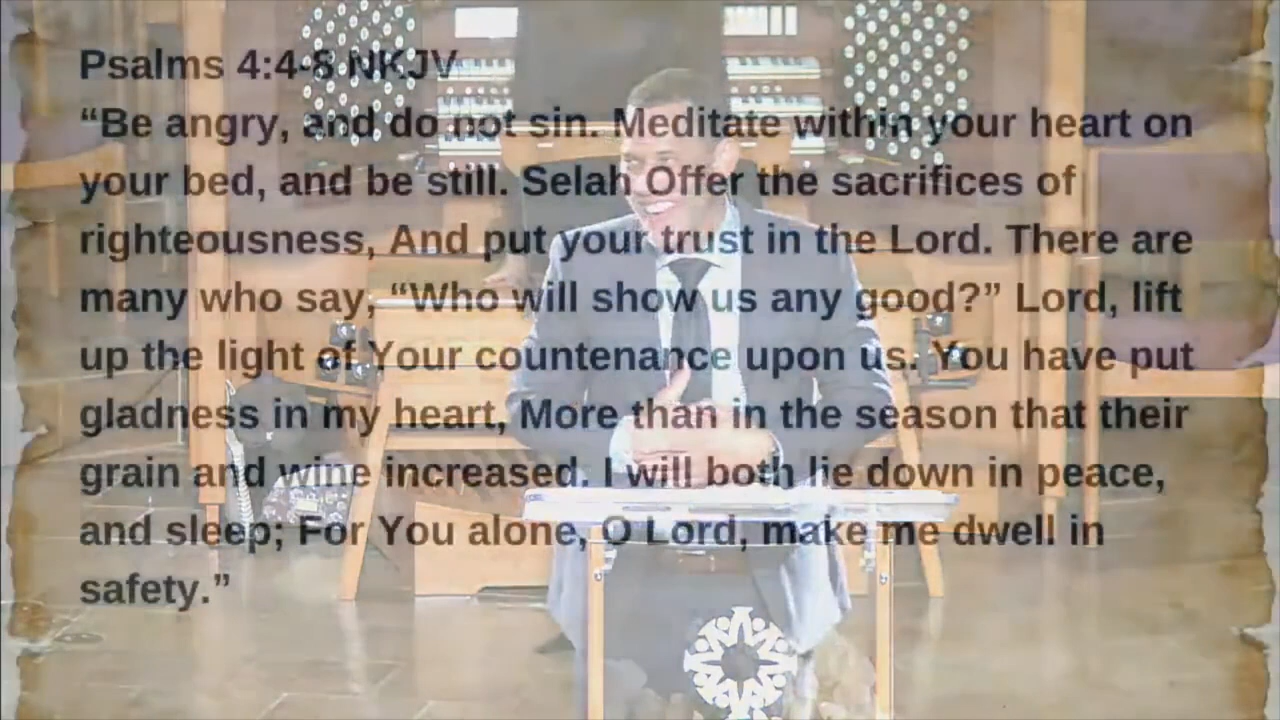 Psalms 4:4-8 NKJV
“Be angry, and do not sin. Meditate within your heart on
your bed, and be still. Selah Offer the sacrifices of
righteousness, And put your trust in the Lord. There are
many who say, “Who will show us any good?” Lord, lift
up the light of Your countenance upon us. You have put
gladness in my heart, More than in the season that their
grain and wine increased. I will both lie down in peace,
and sleep; For You alone, O Lord, make me dwell in
safety.”